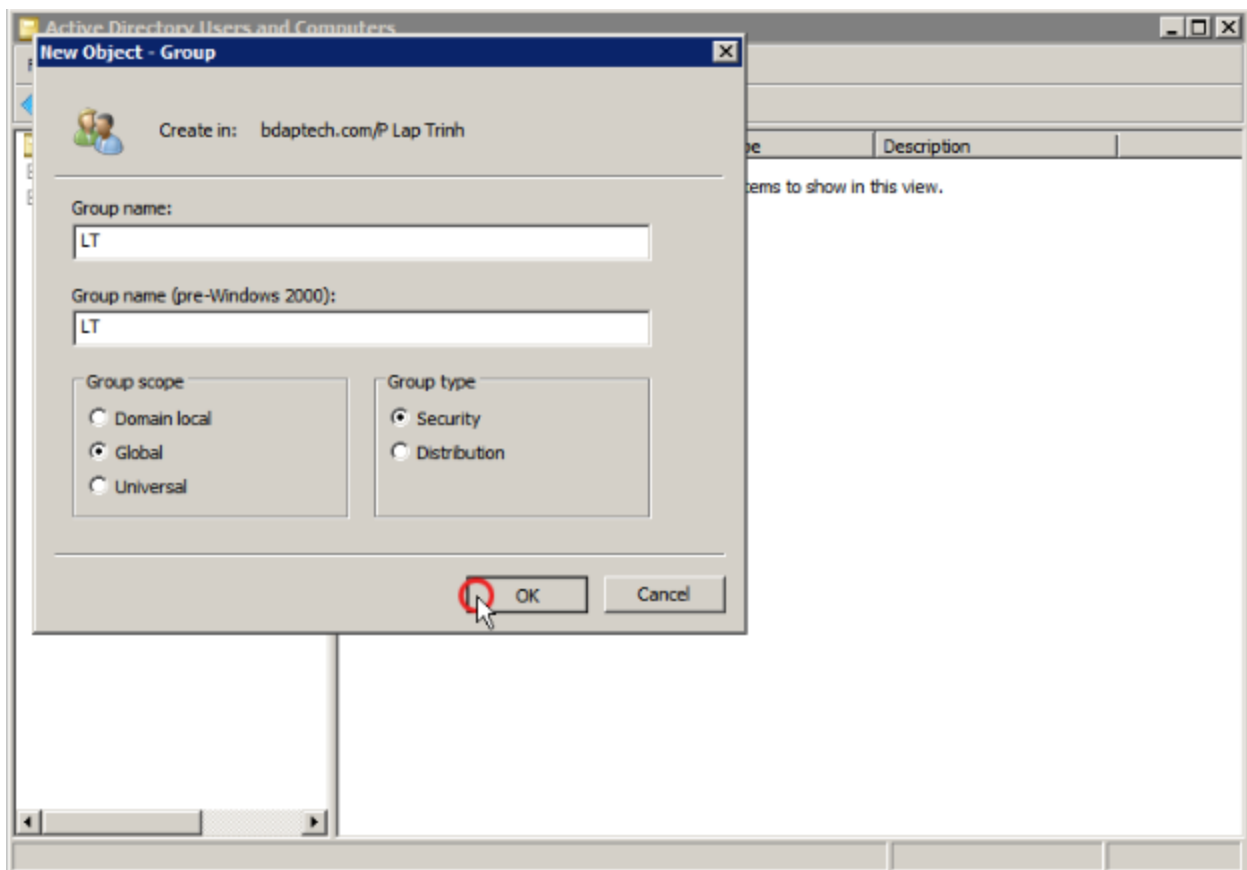 Active Directory Users and Computers
New Object - Group
Create in: bdaptech.com/P Lap Trinh
Description
to show in this view.
Group name:
LT
Group name (pre-Windows 2000):
LT
Group scope
Domain local
Global
Universal
Group type
Security
Distribution
OK
Cancel